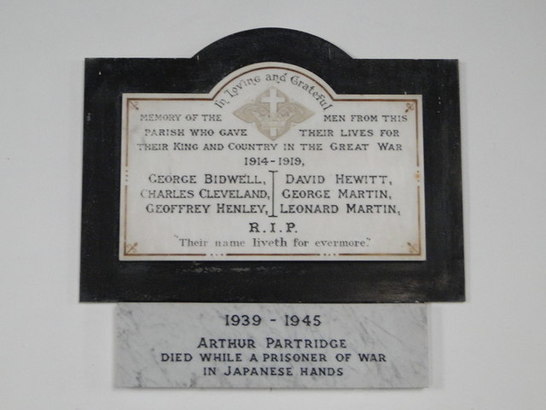 In Loving and Grateful
MEMORY OF THE MEN FROM THIS
PARISH WHO GAVE THEIR LIVES FOR
THEIR KING AND COUNTRY IN THE GREAT WAR
1914-1919,
GEORGE BIDWELL, DAVID HEWITT,
CHARLES CLEVELAND, GEORGE MARTIN,
GEOFFREY HENLEY, LEONARD MARTIN,
R.I.P.
"Their name liveth for evermore."
1939 - 1945
ARTHUR PARTRIDGE
DIED WHILE A PRISONER OF WAR
IN JAPANESE HANDS